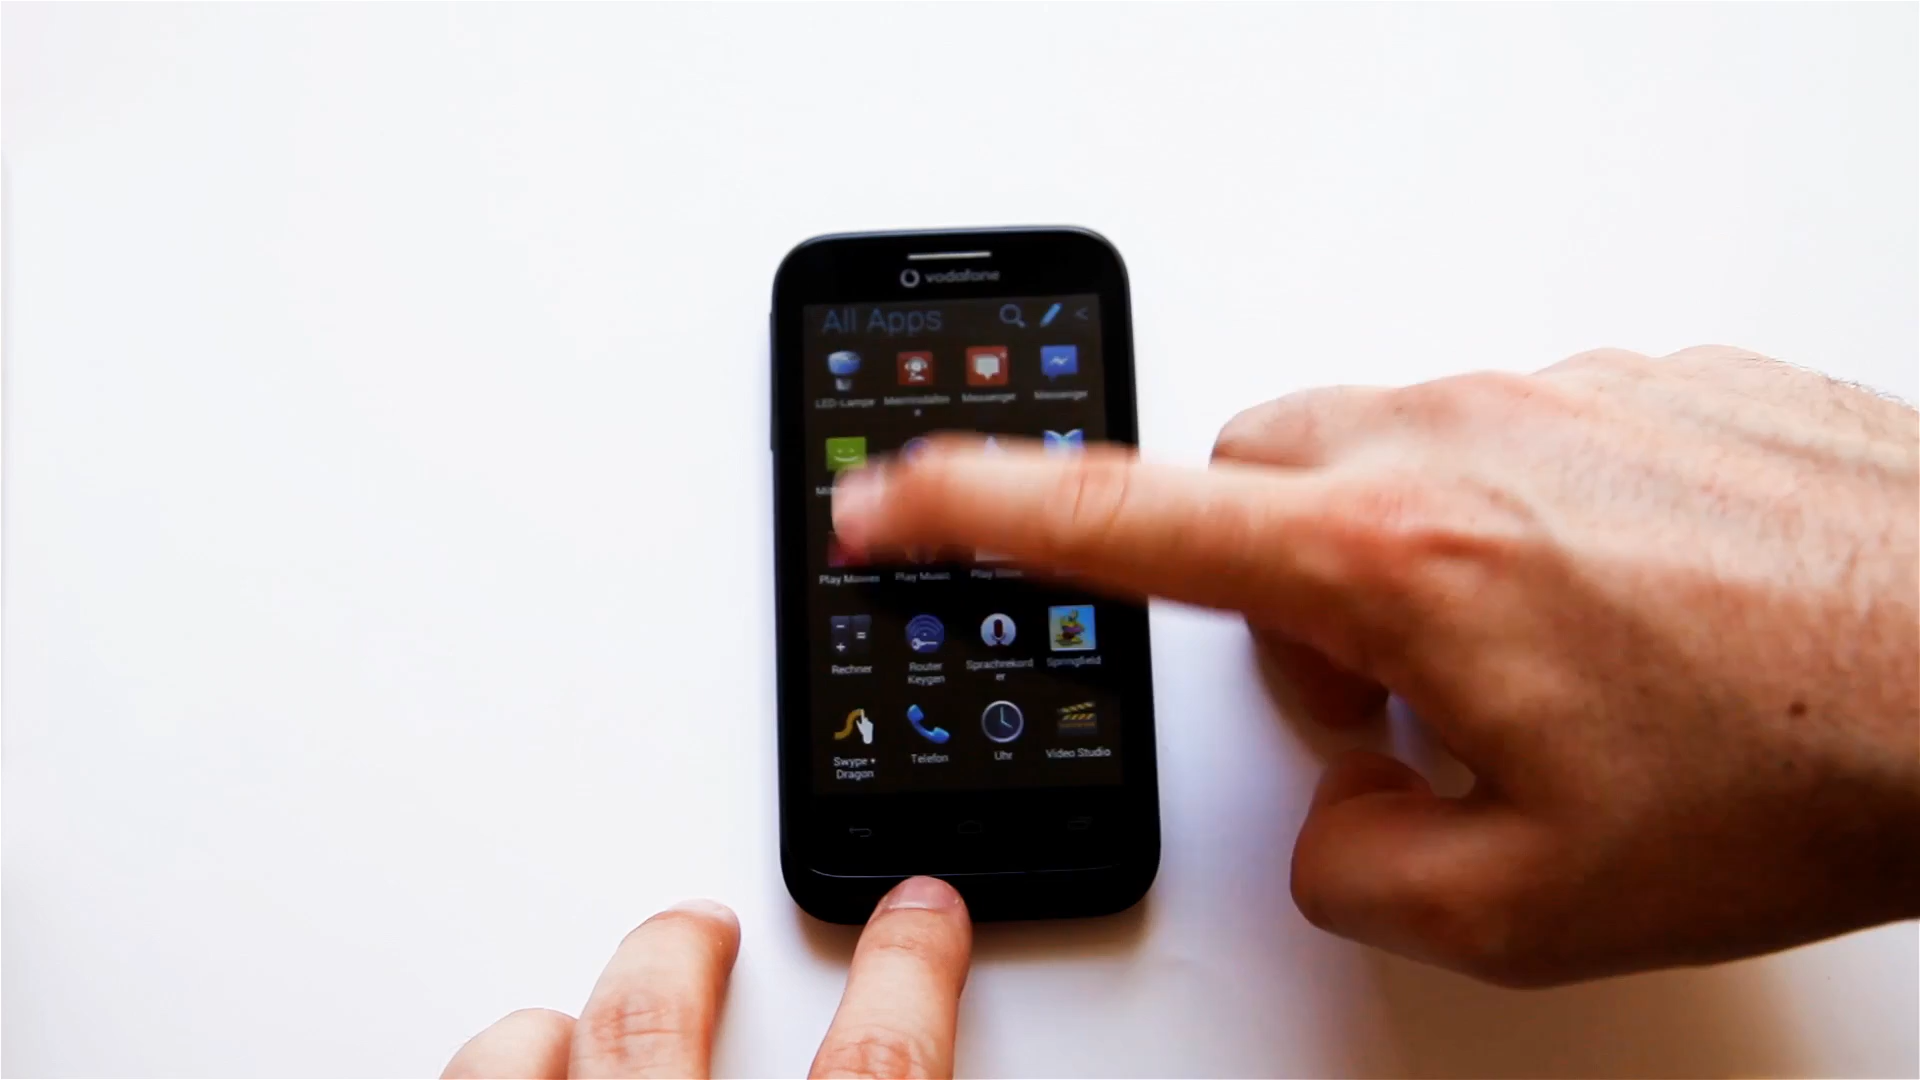 vodafone
All Apps
LED-Lampe
Messenger
Messenger
Play Movies
Play Music
Play
Rechner
Router
Keygen
Sprachrekord
er
Springfield
Swype +
Dragon
Telefon
Uhr
Video Studio